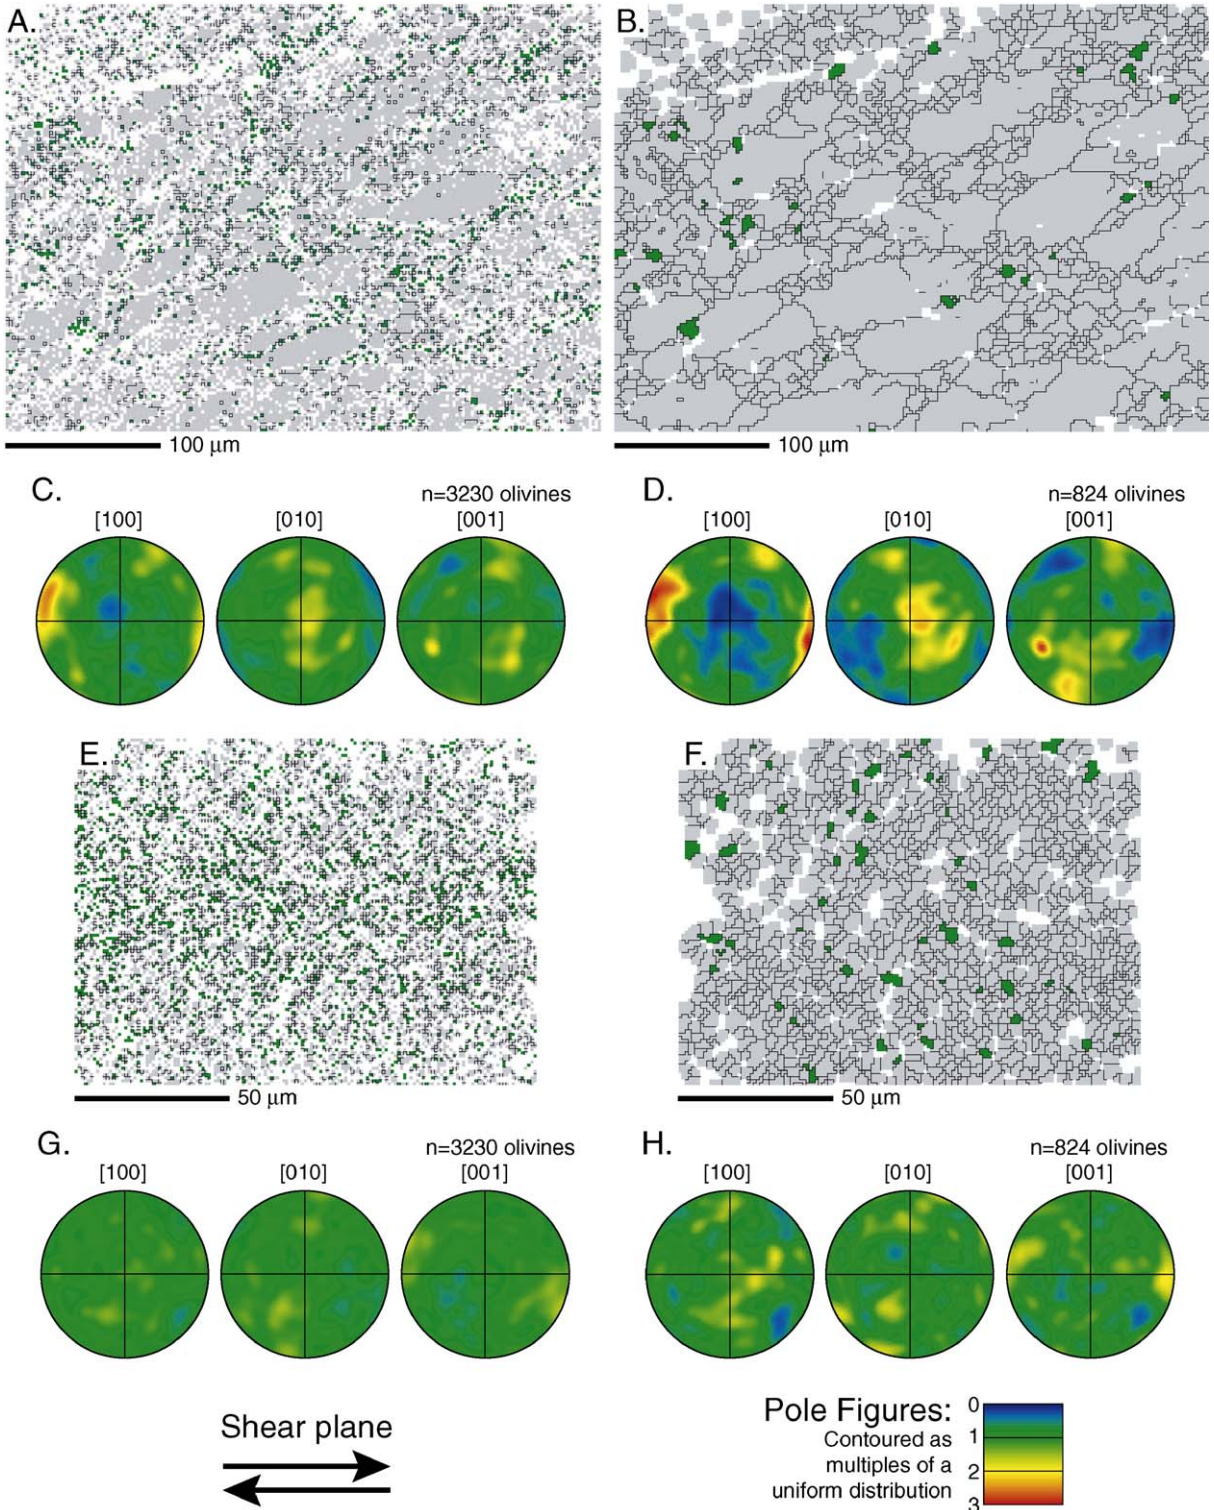 A.
B.
100 µm
100 µm
C.
n=3230 olivines
[100]
[010]
[001]
D.
n=824 olivines
[100]
[010]
[001]
E.
F.
50 µm
50 µm
G.
n=3230 olivines
[100]
[010]
[001]
H.
n=824 olivines
[100]
[010]
[001]
Shear plane
Pole Figures:
Contoured as
multiples of a
uniform distribution
0
1
2
3